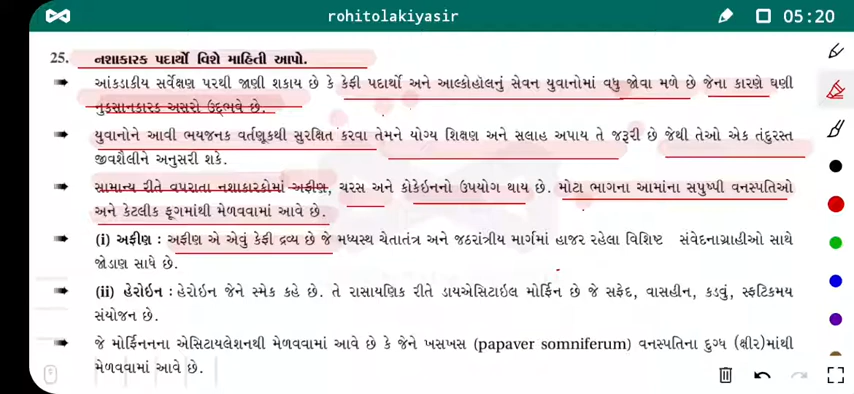 rohitolakiyasir
05:20
25. નશાકારક પદાર્થો વિશે માહિતી આપો.
આંકડાકીય સર્વેક્ષણ પરથી જાણી શકાય છે કે કેફી પદાર્થો અને આલ્કોહૉલનું સેવન યુવાનોમાં વધુ જોવા મળે છે જેના કારણે ઘણી
નુકસાનકારક અસરો ઉદ્ભવે છે.
યુવાનોને આવી ભયજનક વર્તણૂકથી સુરક્ષિત કરવા તેમને યોગ્ય શિક્ષણ અને સલાહ અપાય તે જરૂરી છે જેથી તેઓ એક તંદુરસ્ત
જીવશૈલીને અનુસરી શકે.
સામાન્ય રીતે વપરાતા નશાકારકોમાં અફીણ, ચરસ અને કોકેઇનનો ઉપયોગ થાય છે. મોટા ભાગના આમાંના સપુષ્પી વનસ્પતિઓ
અને કેટલીક ફૂગમાંથી મેળવવામાં આવે છે.
(i) અફીણ : અફીણ એ એવું કેફી દ્રવ્ય છે જે મધ્યસ્થ ચેતાતંત્ર અને જઠરાંત્રીય માર્ગમાં હાજર રહેલા વિશિષ્ટ સંવેદનાગ્રાહીઓ સાથે
જોડાણ સાધે છે.
(ii) હેરોઇન : હેરોઇન જેને સ્મેક કહે છે. તે રાસાયણિક રીતે ડાયએસિટાઇલ મોર્ફિન છે જે સફેદ, વાસહીન, કડવું, સ્ફટિકમય
સંયોજન છે.
જે મોર્ફિનનના એસિટાયલેશનથી મેળવવામાં આવે છે કે જેને ખસખસ (papaver somniferum) વનસ્પતિના દુગ્ધ (ક્ષીર)માંથી
મેળવવામાં આવે છે.